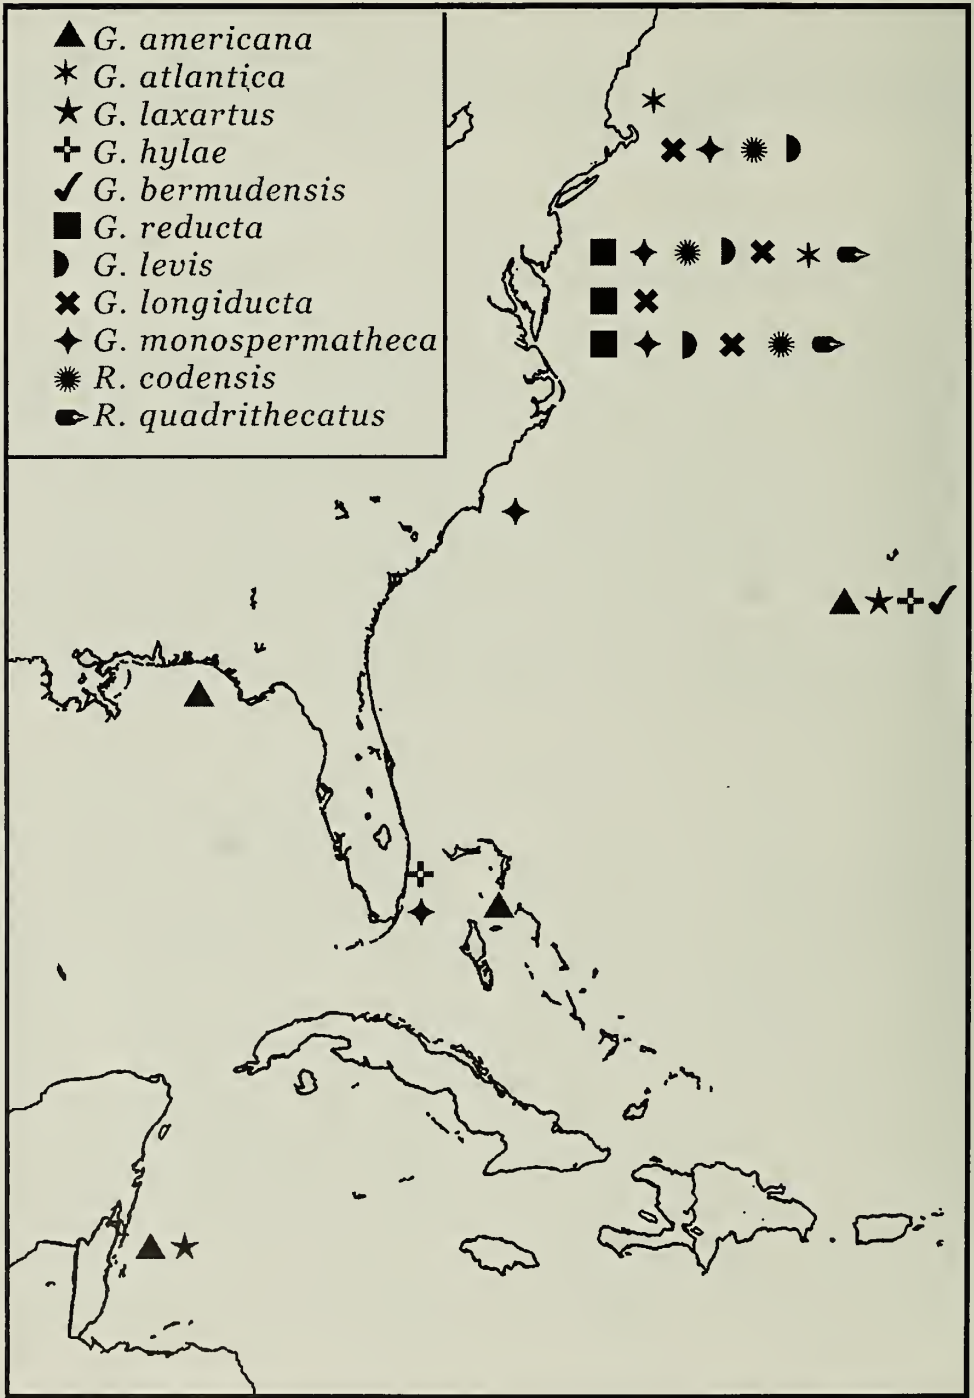 G. americana
G. atlantica
G. laxartus
G. hylae
G. bermudensis
G. reducta
G. levis
G. longiducta
G. monospermatheca
R. codensis
R. quadrithecatus